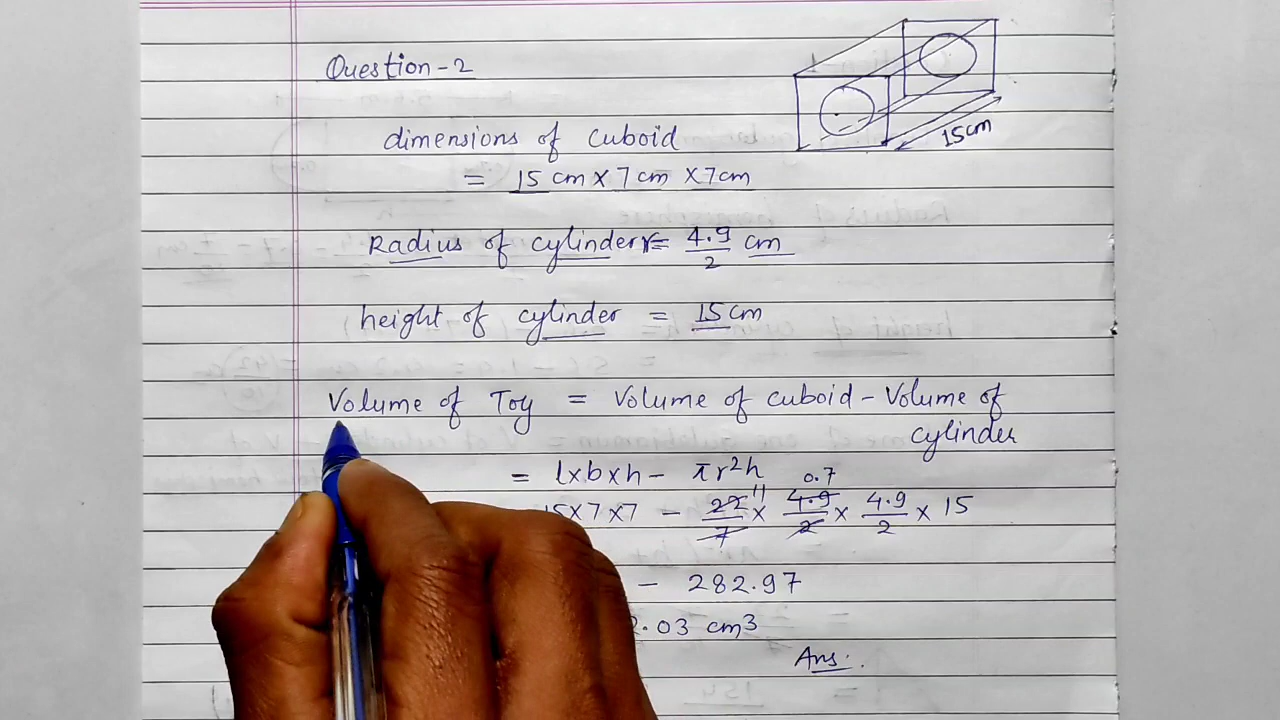 Question-2
15cm
dimensions of Cuboid
= 15 cm x 7 cm x 7cm
Radius of cylinder r = 4.9/2 cm
height of cylinder = 15 cm
Volume of Toy = Volume of cuboid - Volume of
cylinder
= l x b x h - πr²h
0.7
15 x 7 x 7 - 22/7 11 x 4.9/2 x 4.9/2 x 15
- 282.97
.03 cm³
Ans.